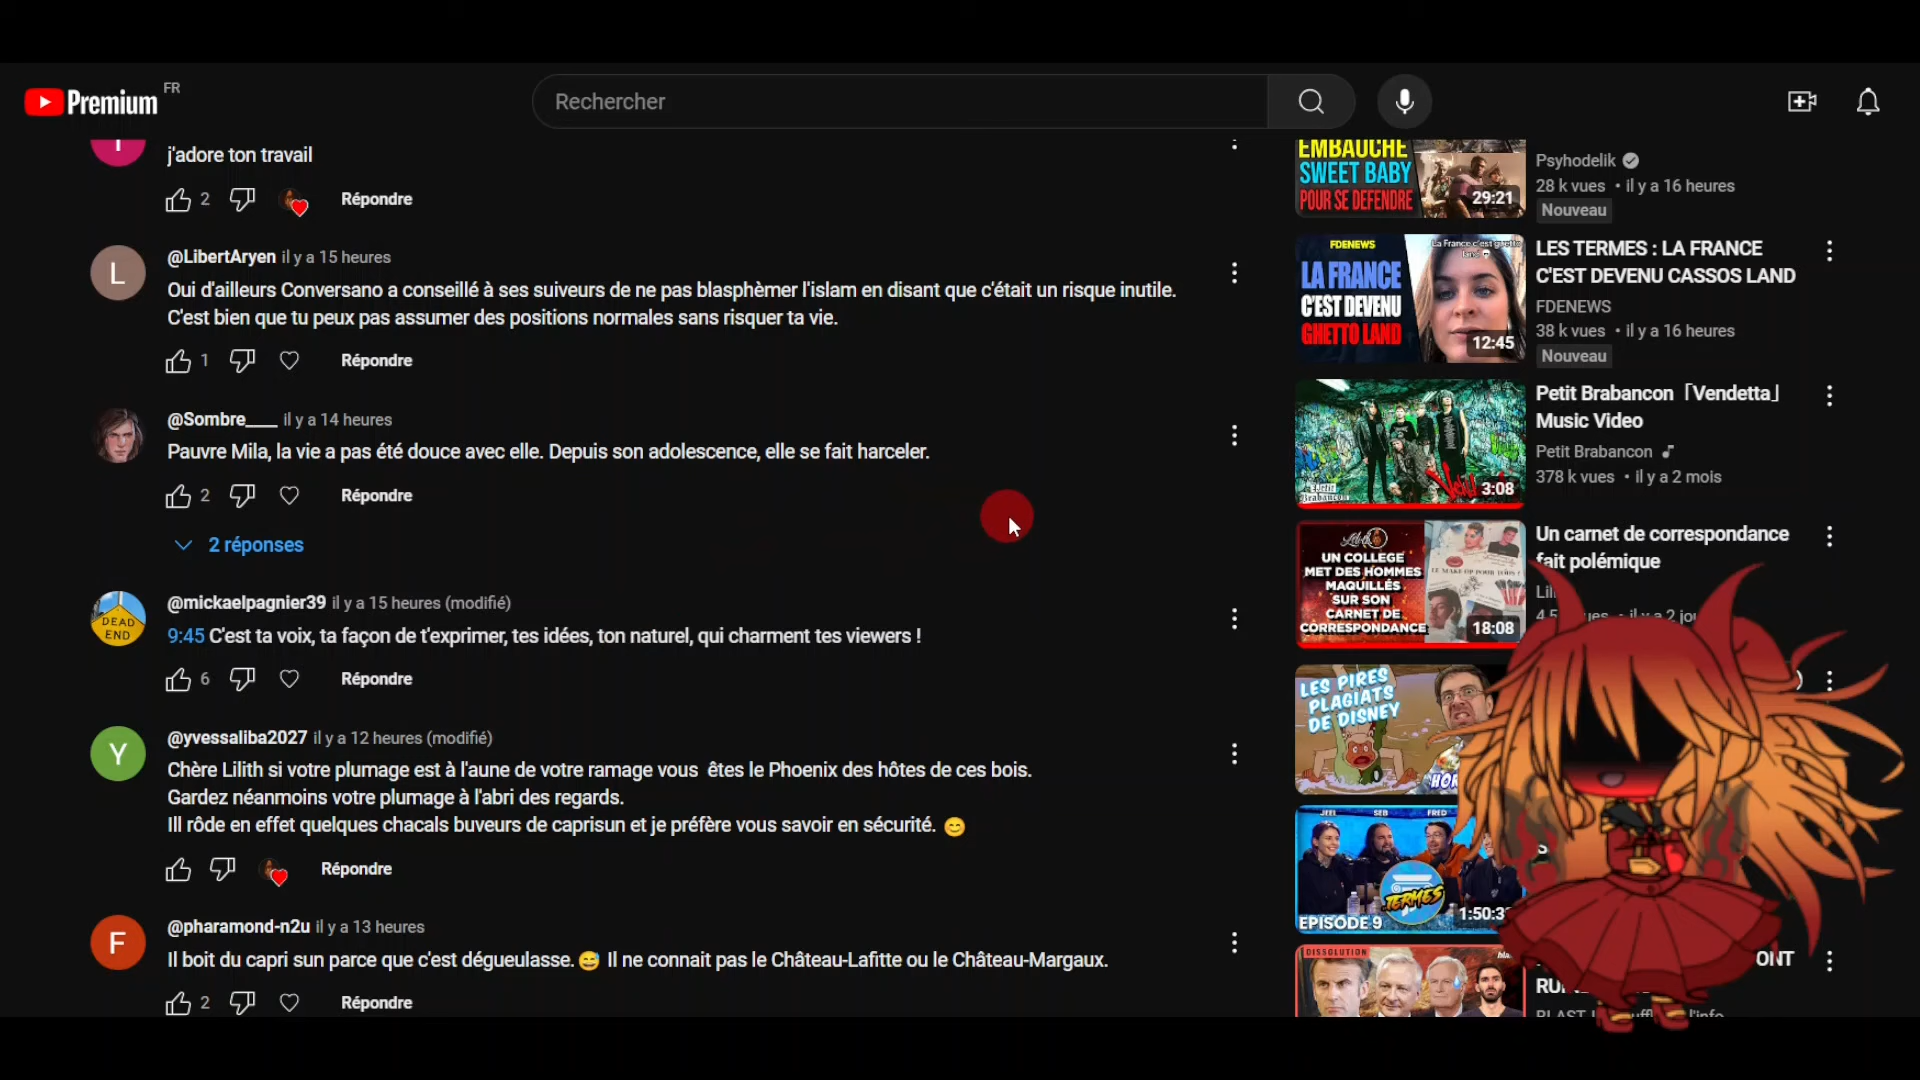 Premium FR
Rechercher
j'adore ton travail
2 Répondre
@LibertAryen il y a 15 heures
L
Oui d'ailleurs Conversano a conseillé à ses suiveurs de ne pas blasphèmer l'islam en disant que c'était un risque inutile.
C'est bien que tu peux pas assumer des positions normales sans risquer ta vie.
1 Répondre
@Sombre___ il y a 14 heures
Pauvre Mila, la vie a pas été douce avec elle. Depuis son adolescence, elle se fait harceler.
2 Répondre
2 réponses
DEAD
END
@mickaelpagnier39 il y a 15 heures (modifié)
9:45 C'est ta voix, ta façon de t'exprimer, tes idées, ton naturel, qui charment tes viewers !
6 Répondre
Y
@yvessaliba2027 il y a 12 heures (modifié)
Chère Lilith si votre plumage est à l'aune de votre ramage vous êtes le Phoenix des hôtes de ces bois.
Gardez néanmoins votre plumage à l'abri des regards.
Ill rôde en effet quelques chacals buveurs de caprisun et je préfère vous savoir en sécurité. 😊
Répondre
F
@pharamond-n2u il y a 13 heures
Il boit du capri sun parce que c'est dégueulasse.😅 Il ne connait pas le Château-Lafitte ou le Château-Margaux.
2 Répondre
EMBAUCHE
SWEET BABY
POUR SE DEFENDRE
29:21
Psyhodelik
28 k vues • il y a 16 heures
Nouveau
FDENEWS
LA FRANCE
C'EST DEVENU
GHETTO LAND
La France c'est
12:45
LES TERMES : LA FRANCE
C'EST DEVENU CASSOS LAND
FDENEWS
38 k vues • il y a 16 heures
Nouveau
3:08
Petit Brabancon「Vendetta」
Music Video
Petit Brabancon
378 k vues • il y a 2 mois
Lilith
UN COLLEGE
MET DES HOMMES
MAQUILLÉS
SUR SON
CARNET DE
CORRESPONDANCE
18:08
Un carnet de correspondance
fait polémique
LES PIRES
PLAGIATS
DE DISNEY
JEEL SEB FRED
TERMES
EPISODE 9
DISSOLUTION